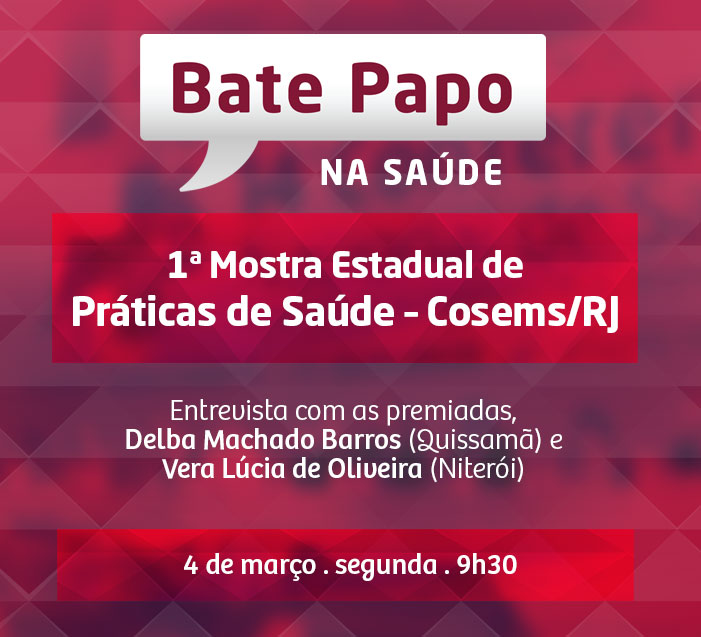 Bate Papo
NA SAÚDE
1ª Mostra Estadual de
Práticas de Saúde – Cosems/RJ
Entrevista com as premiadas,
Delba Machado Barros (Quissamã) e
Vera Lúcia de Oliveira (Niterói)
4 de março . segunda . 9h30